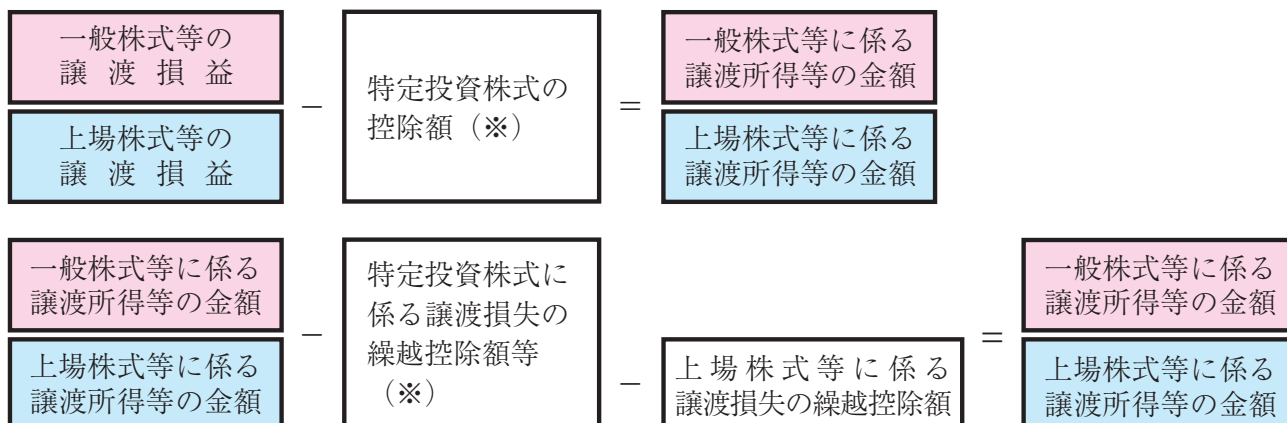 一般株式等の
譲渡損益
上場株式等の
譲渡損益
－
特定投資株式の
控除額（※）
＝
一般株式等に係る
譲渡所得等の金額
上場株式等に係る
譲渡所得等の金額
一般株式等に係る
譲渡所得等の金額
上場株式等に係る
譲渡所得等の金額
－
特定投資株式に
係る譲渡損失の
繰越控除額等
（※）
－
上場株式等に係る
譲渡損失の繰越控除額
＝
一般株式等に係る
譲渡所得等の金額
上場株式等に係る
譲渡所得等の金額